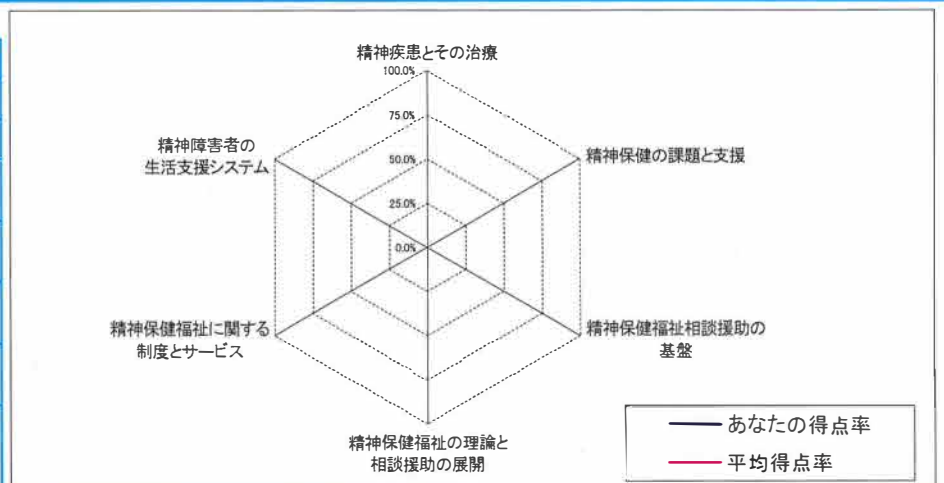 精神疾患とその治療
100.0%
75.0%
50.0%
25.0%
0.0%
精神保健の課題と支援
精神保健福祉相談援助の
基盤
精神保健福祉の理論と
相談援助の展開
精神保健福祉に関する
制度とサービス
精神障害者の
生活支援システム
あなたの得点率
平均得点率